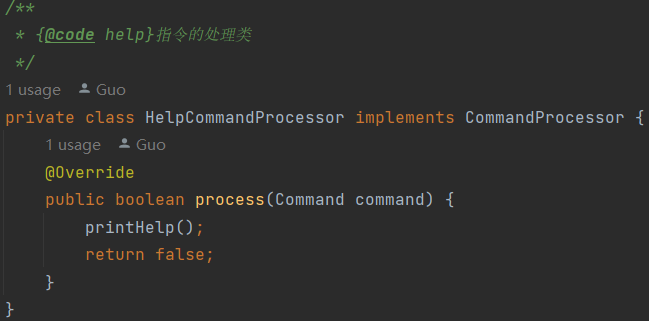 /**
 * {@code help}指令的处理类
 */
1 usage Guo
private class HelpCommandProcessor implements CommandProcessor {
1 usage Guo
@Override
public boolean process(Command command) {
printHelp();
return false;
}
}